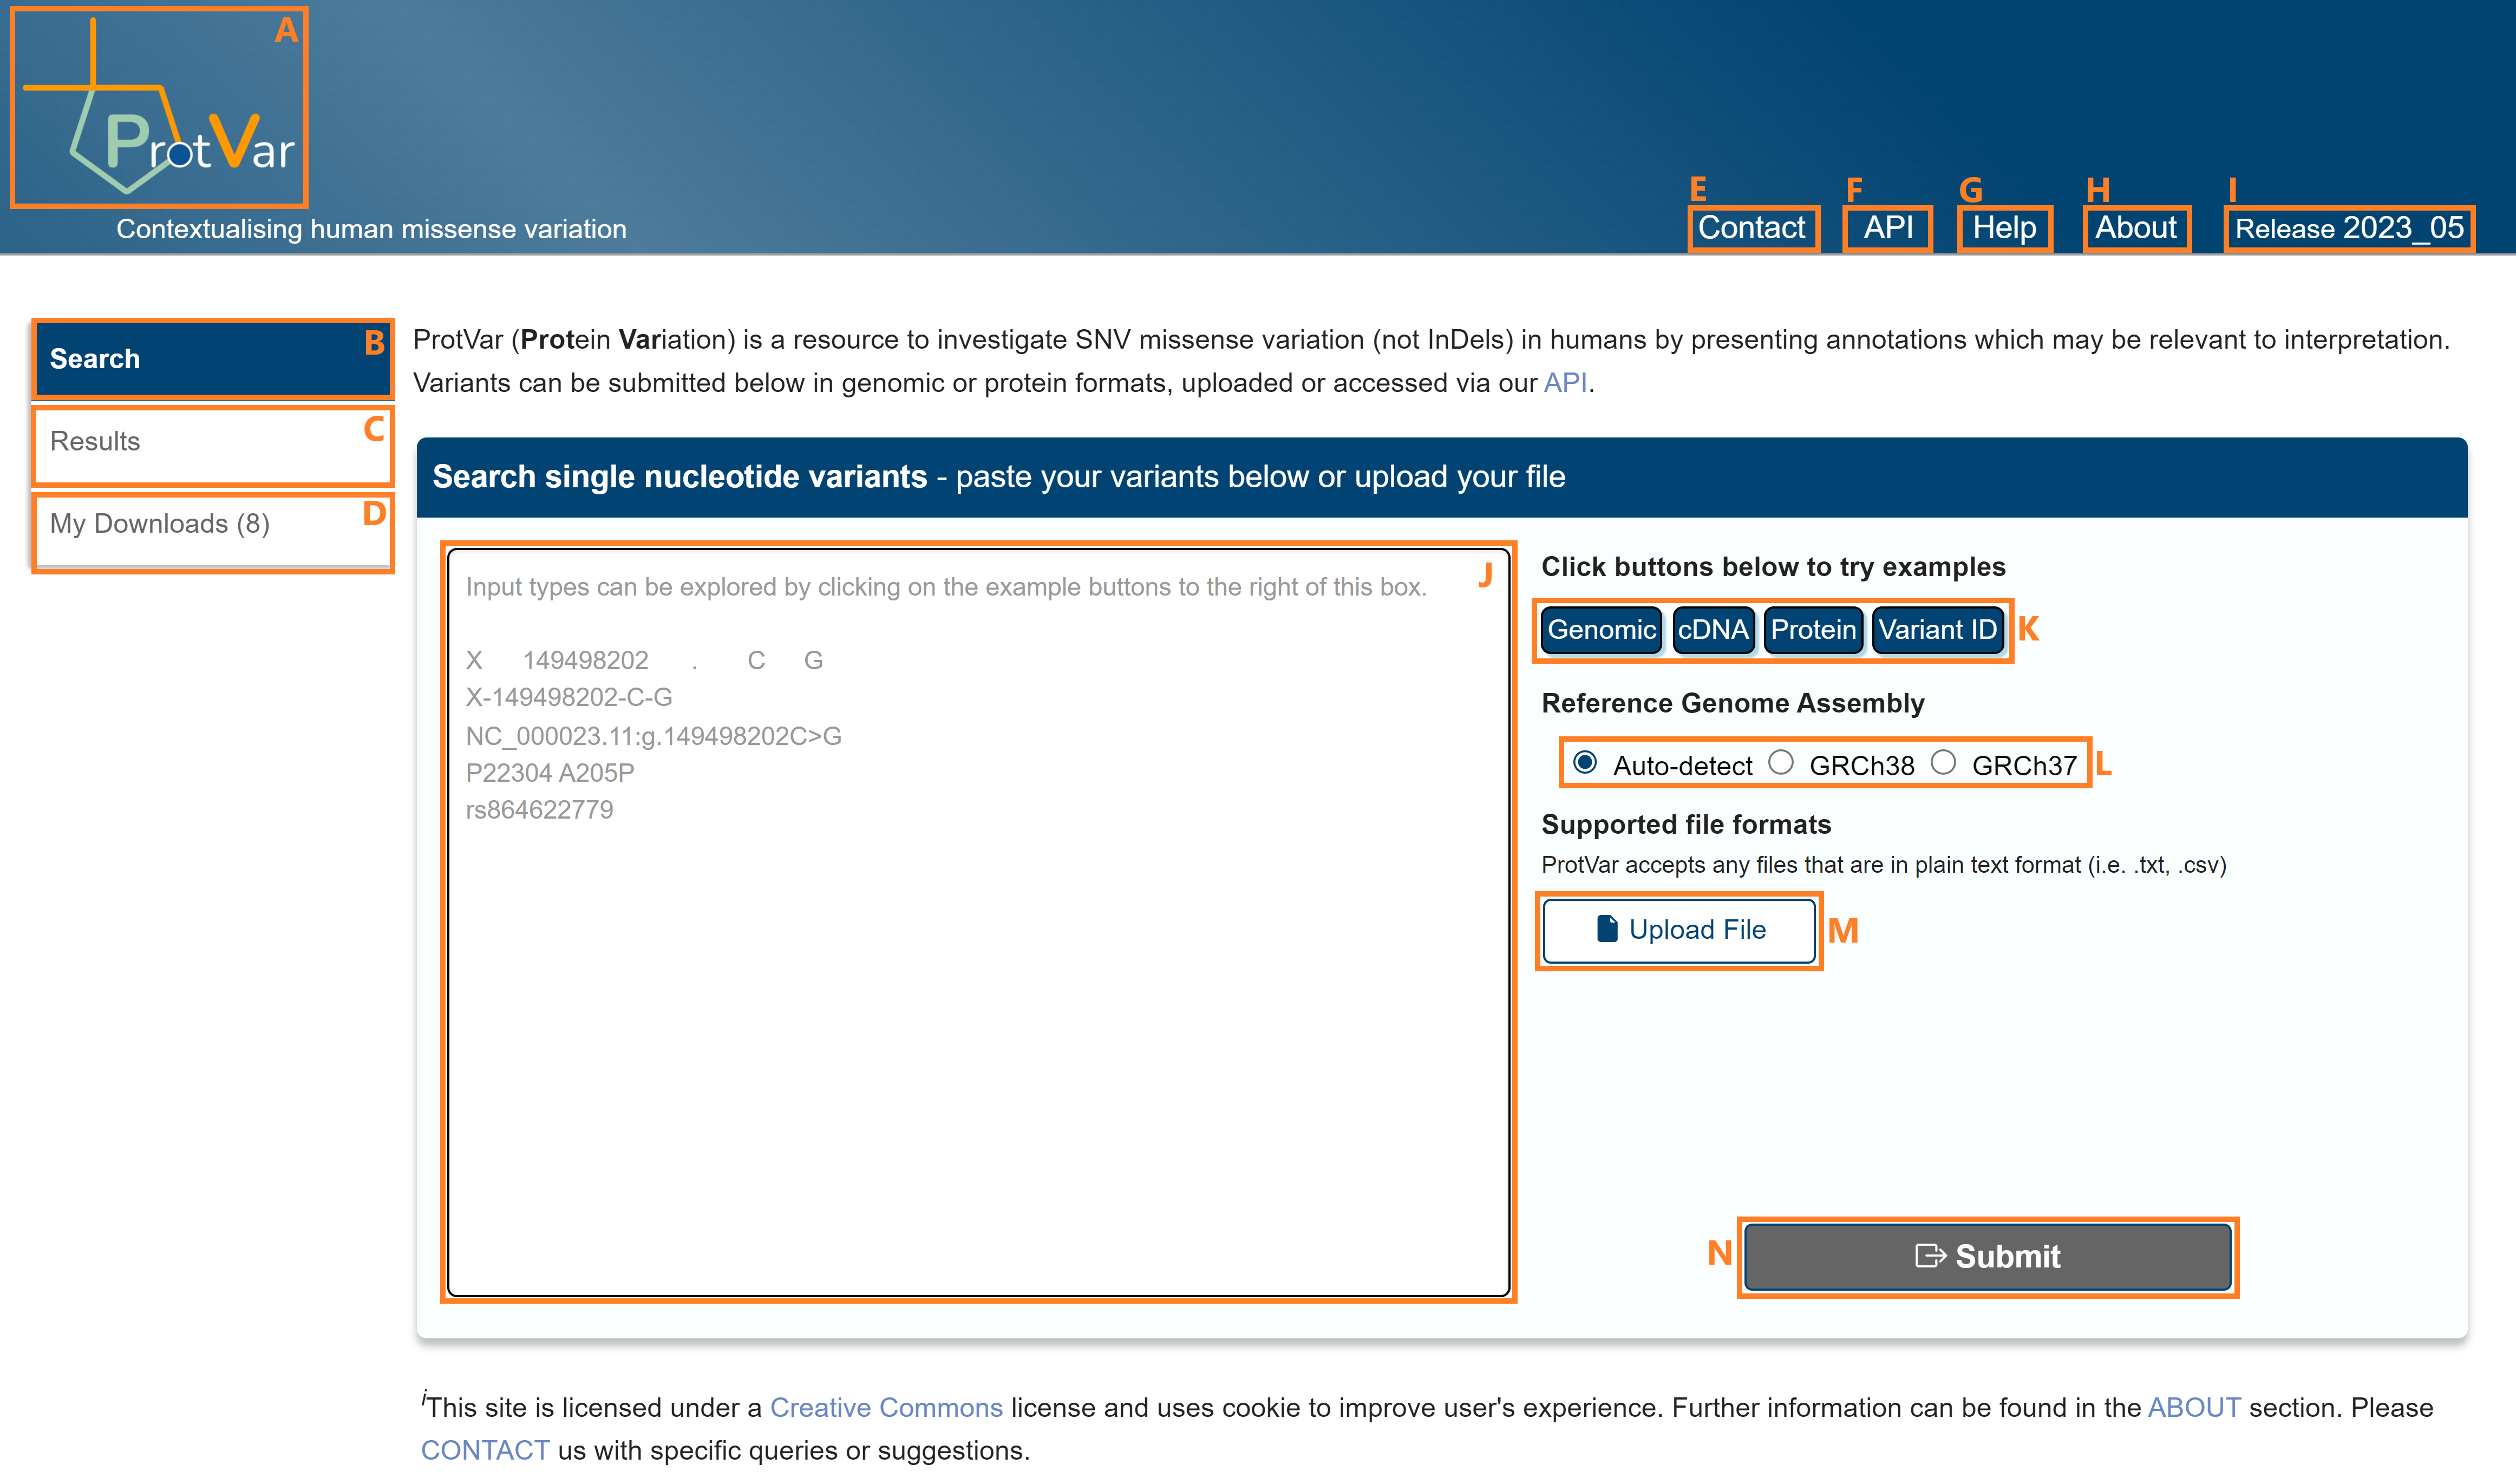 A
ProtVar
Contextualising human missense variation
E F G H I
Contact API Help About Release 2023_05
Search B
Results C
My Downloads (8) D
ProtVar (Protein Variation) is a resource to investigate SNV missense variation (not InDels) in humans by presenting annotations which may be relevant to interpretation.
Variants can be submitted below in genomic or protein formats, uploaded or accessed via our API.
Search single nucleotide variants - paste your variants below or upload your file
J
Input types can be explored by clicking on the example buttons to the right of this box.
X 149498202 . C G
X-149498202-C-G
NC_000023.11:g.149498202C>G
P22304 A205P
rs864622779
Click buttons below to try examples
Genomic cDNA Protein Variant ID K
Reference Genome Assembly
Auto-detect GRCh38 GRCh37 L
Supported file formats
ProtVar accepts any files that are in plain text format (i.e. .txt, .csv)
Upload File M
N Submit
iThis site is licensed under a Creative Commons license and uses cookie to improve user's experience. Further information can be found in the ABOUT section. Please
CONTACT us with specific queries or suggestions.